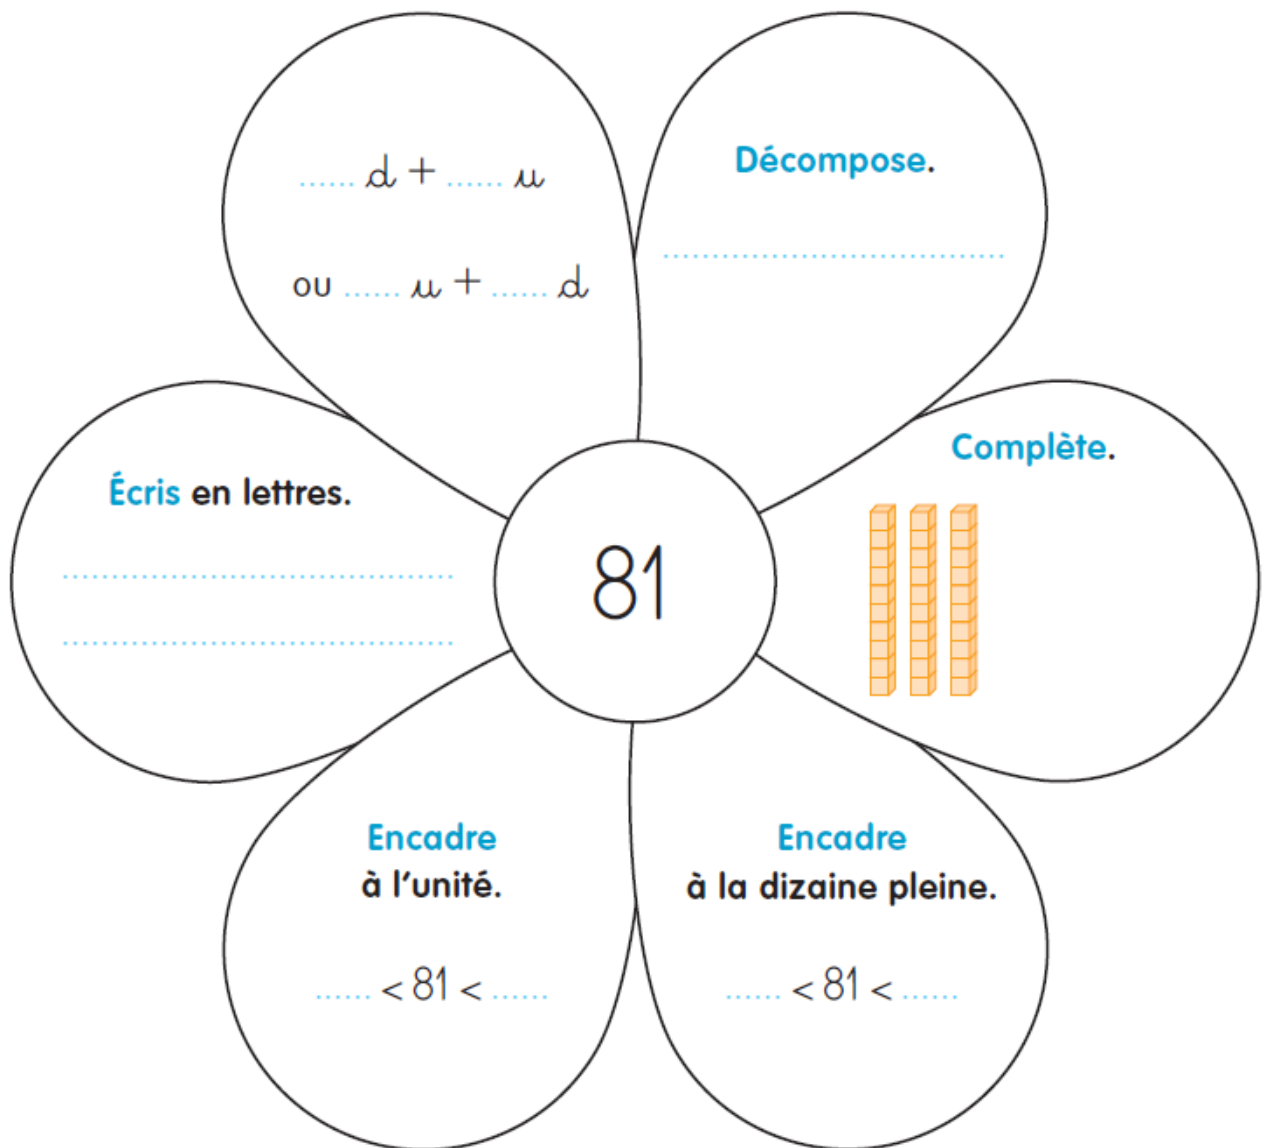 ...... d + ...... u
ou ...... u + ...... d
Décompose.
..................................
Écris en lettres.
.......................................
.......................................
81
Complète.
Encadre
à l'unité.
...... < 81 < ......
Encadre
à la dizaine pleine.
...... < 81 < ......